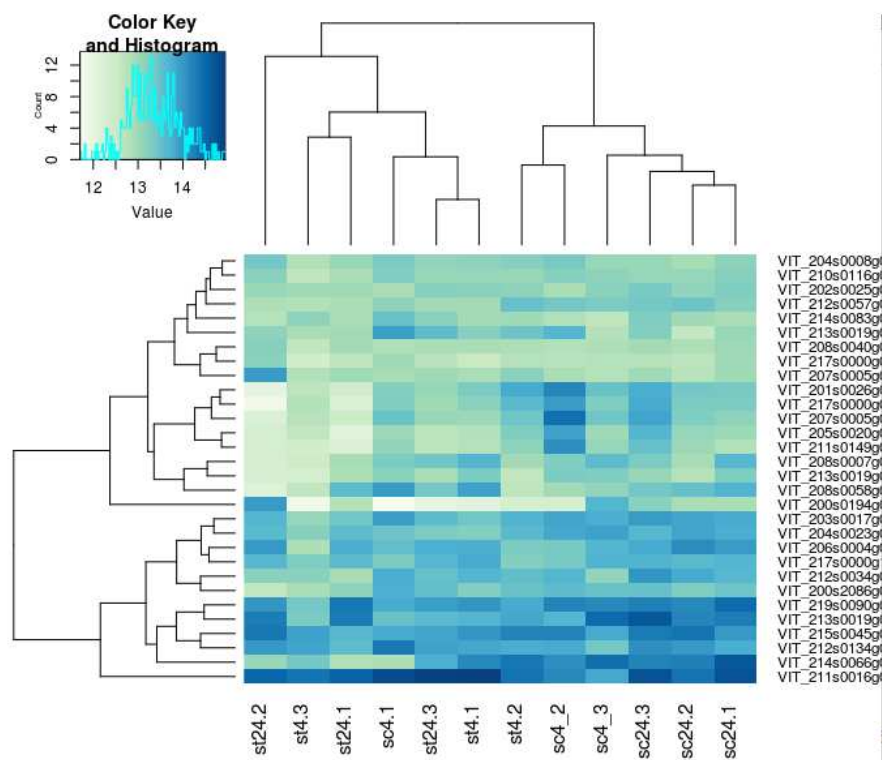 Color Key
and Histogram
Count
0 4 8 12
12 13 14
Value
VIT_204s0008g
VIT_210s0116g
VIT_202s0025g
VIT_212s0057g
VIT_214s0083g
VIT_213s0019g
VIT_208s0040g
VIT_217s0000g
VIT_207s0005g
VIT_201s0026g
VIT_217s0000g
VIT_207s0005g
VIT_205s0020g
VIT_211s0149g
VIT_208s0007g
VIT_213s0019g
VIT_208s0058g
VIT_200s0194g
VIT_203s0017g
VIT_204s0023g
VIT_206s0004g
VIT_217s0000g
VIT_212s0034g
VIT_200s2086g
VIT_219s0090g
VIT_213s0019g
VIT_215s0045g
VIT_212s0134g
VIT_214s0066g
VIT_211s0016g
st24.2 st4.3 st24.1 sc4.1 st24.3 st4.1 st4.2 sc4_2 sc4_3 sc24.3 sc24.2 sc24.1